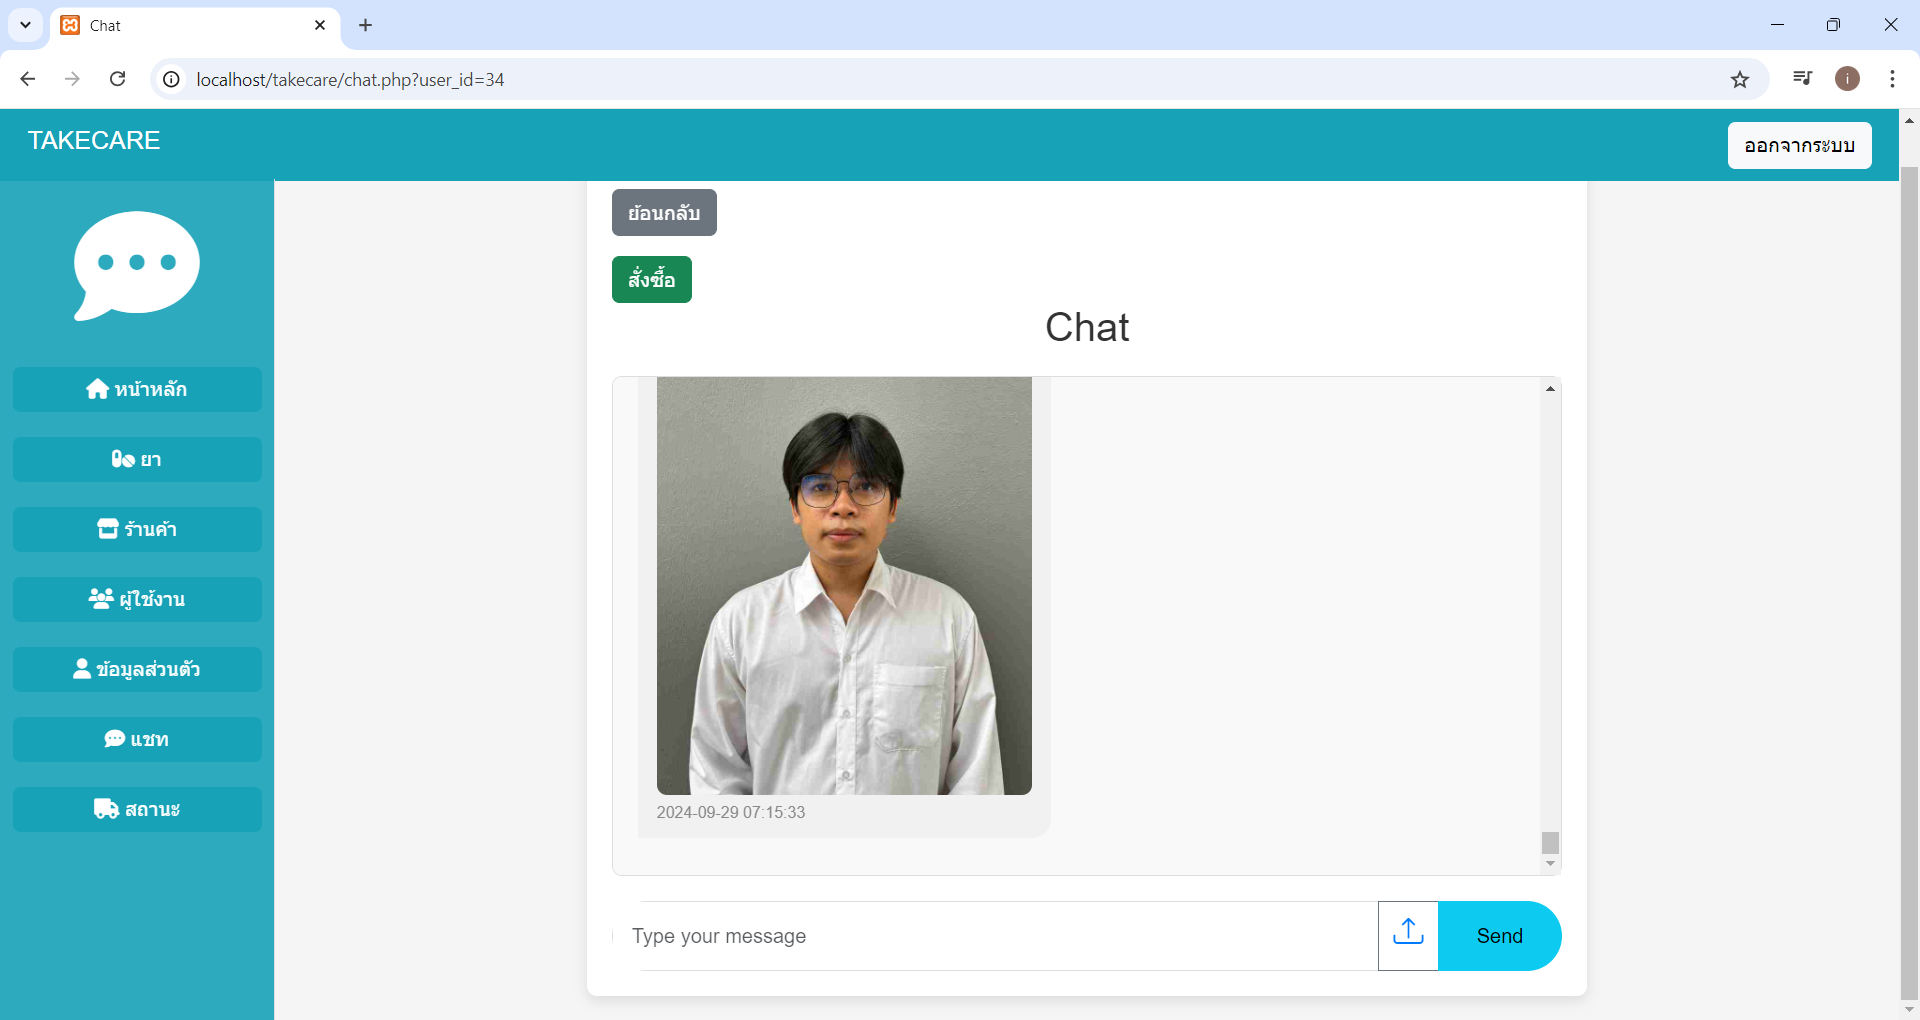 Chat
localhost/takecare/chat.php?user_id=34
i
TAKECARE
ออกจากระบบ
หน้าหลัก
ยา
ร้านค้า
ผู้ใช้งาน
ข้อมูลส่วนตัว
แชท
สถานะ
ย้อนกลับ
สั่งซื้อ
Chat
2024-09-29 07:15:33
Type your message
Send